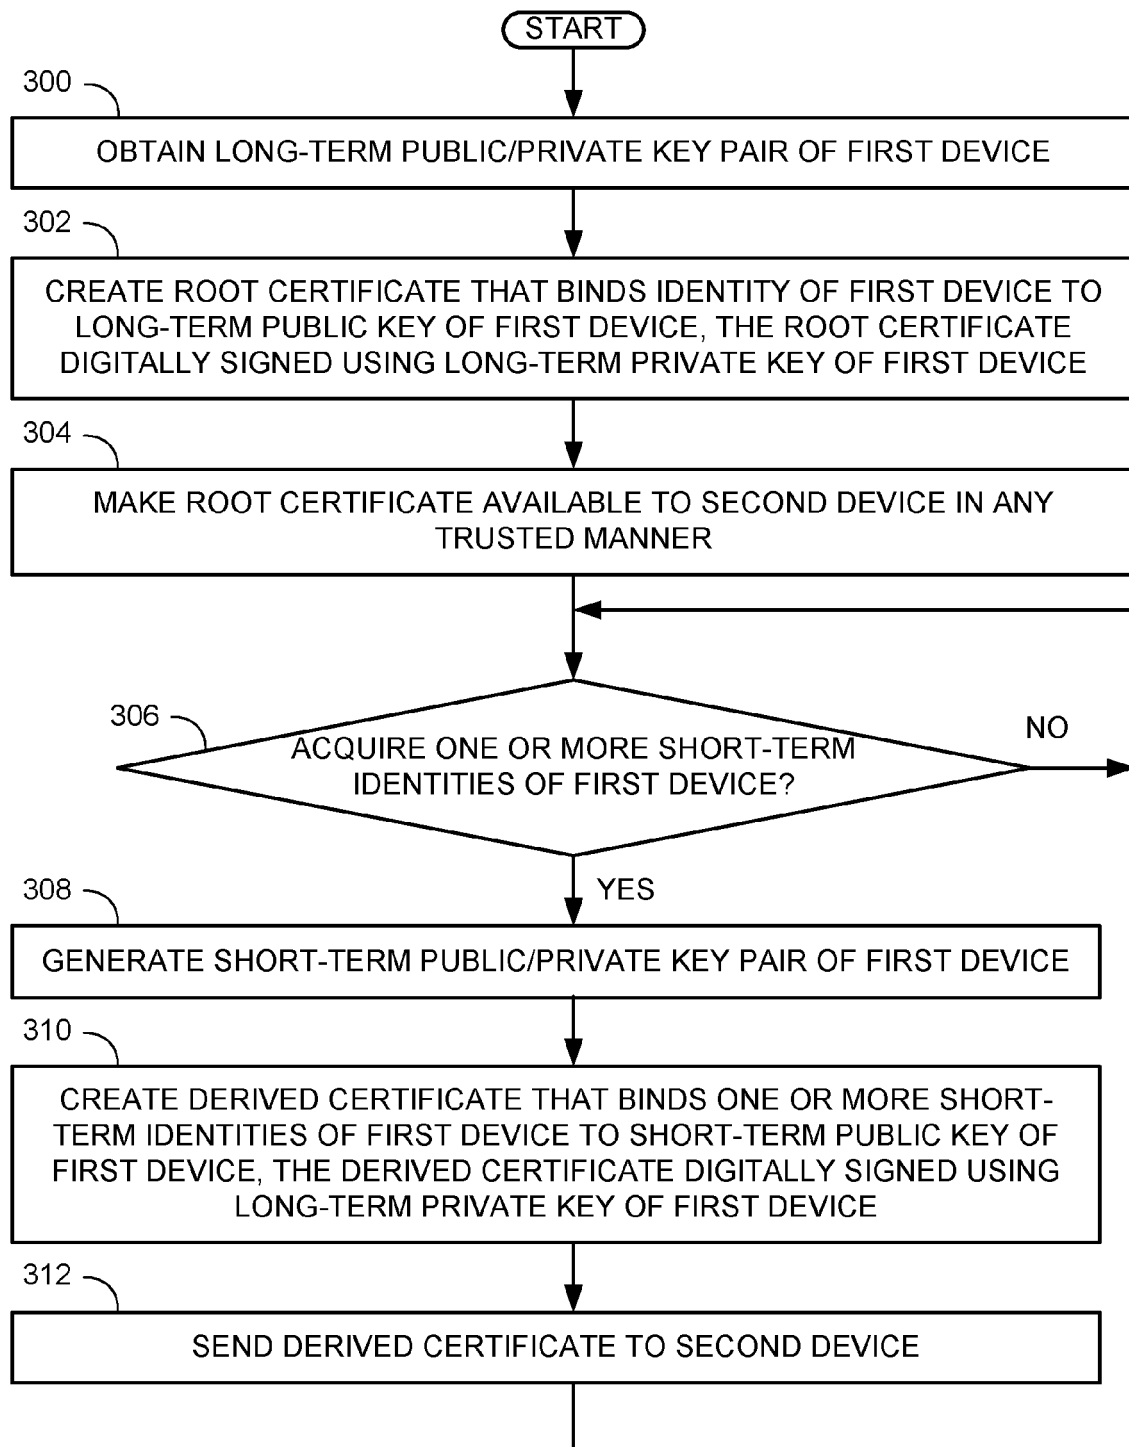 START
300
OBTAIN LONG-TERM PUBLIC/PRIVATE KEY PAIR OF FIRST DEVICE
302
CREATE ROOT CERTIFICATE THAT BINDS IDENTITY OF FIRST DEVICE TO
LONG-TERM PUBLIC KEY OF FIRST DEVICE, THE ROOT CERTIFICATE
DIGITALLY SIGNED USING LONG-TERM PRIVATE KEY OF FIRST DEVICE
304
MAKE ROOT CERTIFICATE AVAILABLE TO SECOND DEVICE IN ANY
TRUSTED MANNER
306
ACQUIRE ONE OR MORE SHORT-TERM
IDENTITIES OF FIRST DEVICE?
NO
YES
308
GENERATE SHORT-TERM PUBLIC/PRIVATE KEY PAIR OF FIRST DEVICE
310
CREATE DERIVED CERTIFICATE THAT BINDS ONE OR MORE SHORT-
TERM IDENTITIES OF FIRST DEVICE TO SHORT-TERM PUBLIC KEY OF
FIRST DEVICE, THE DERIVED CERTIFICATE DIGITALLY SIGNED USING
LONG-TERM PRIVATE KEY OF FIRST DEVICE
312
SEND DERIVED CERTIFICATE TO SECOND DEVICE